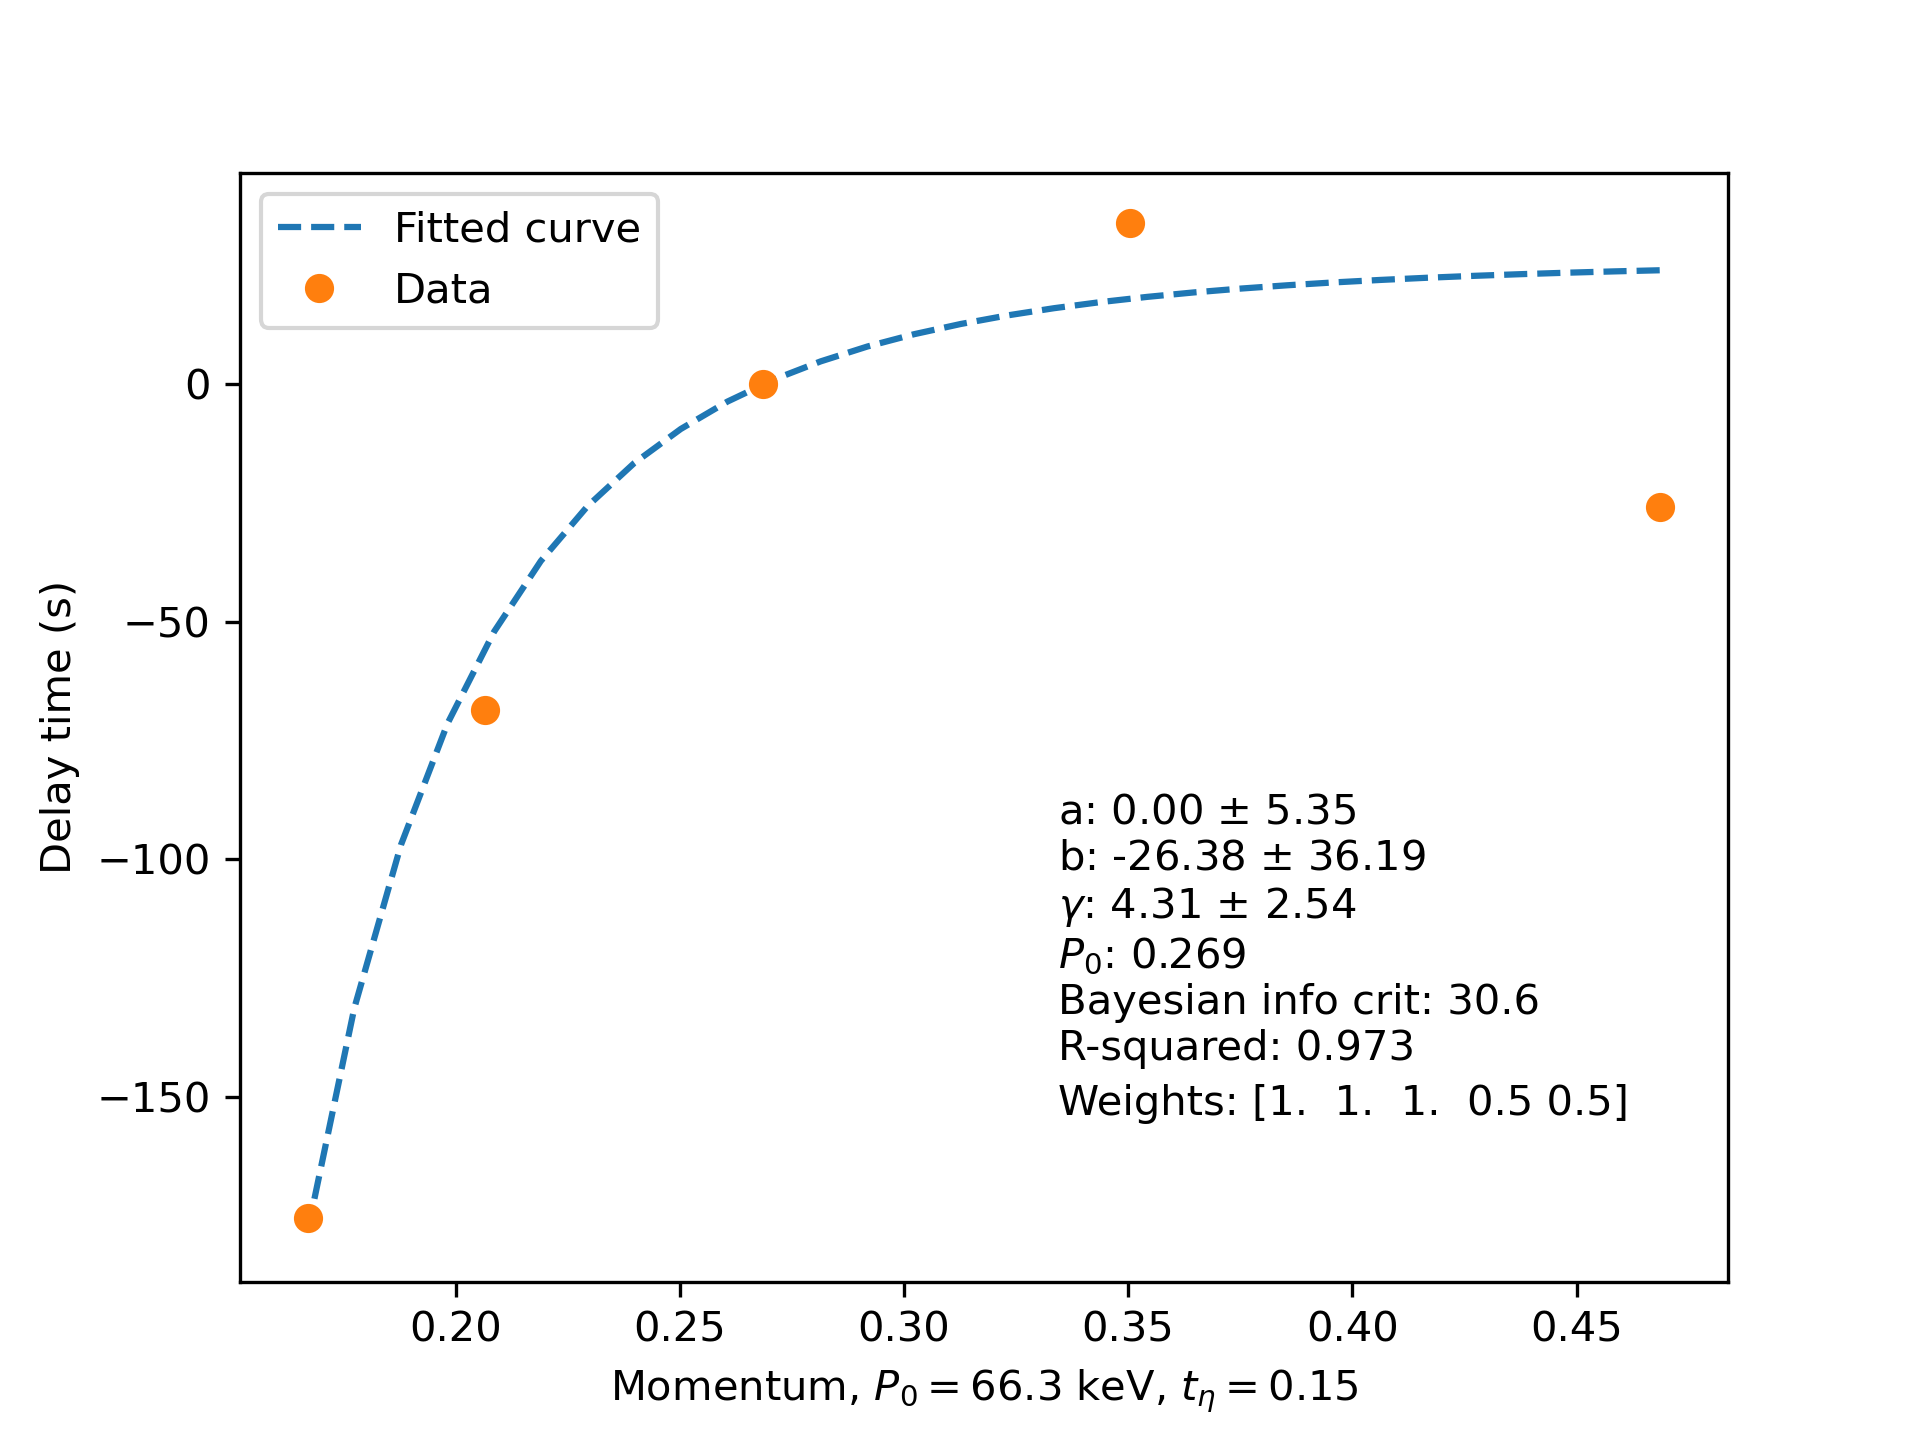 Fitted curve
Data
0
−50
−100
−150
Delay time (s)
a: 0.00 ± 5.35
b: -26.38 ± 36.19
γ: 4.31 ± 2.54
P₀: 0.269
Bayesian info crit: 30.6
R-squared: 0.973
Weights: [1. 1. 1. 0.5 0.5]
0.20 0.25 0.30 0.35 0.40 0.45
Momentum, P₀ = 66.3 keV, tη = 0.15